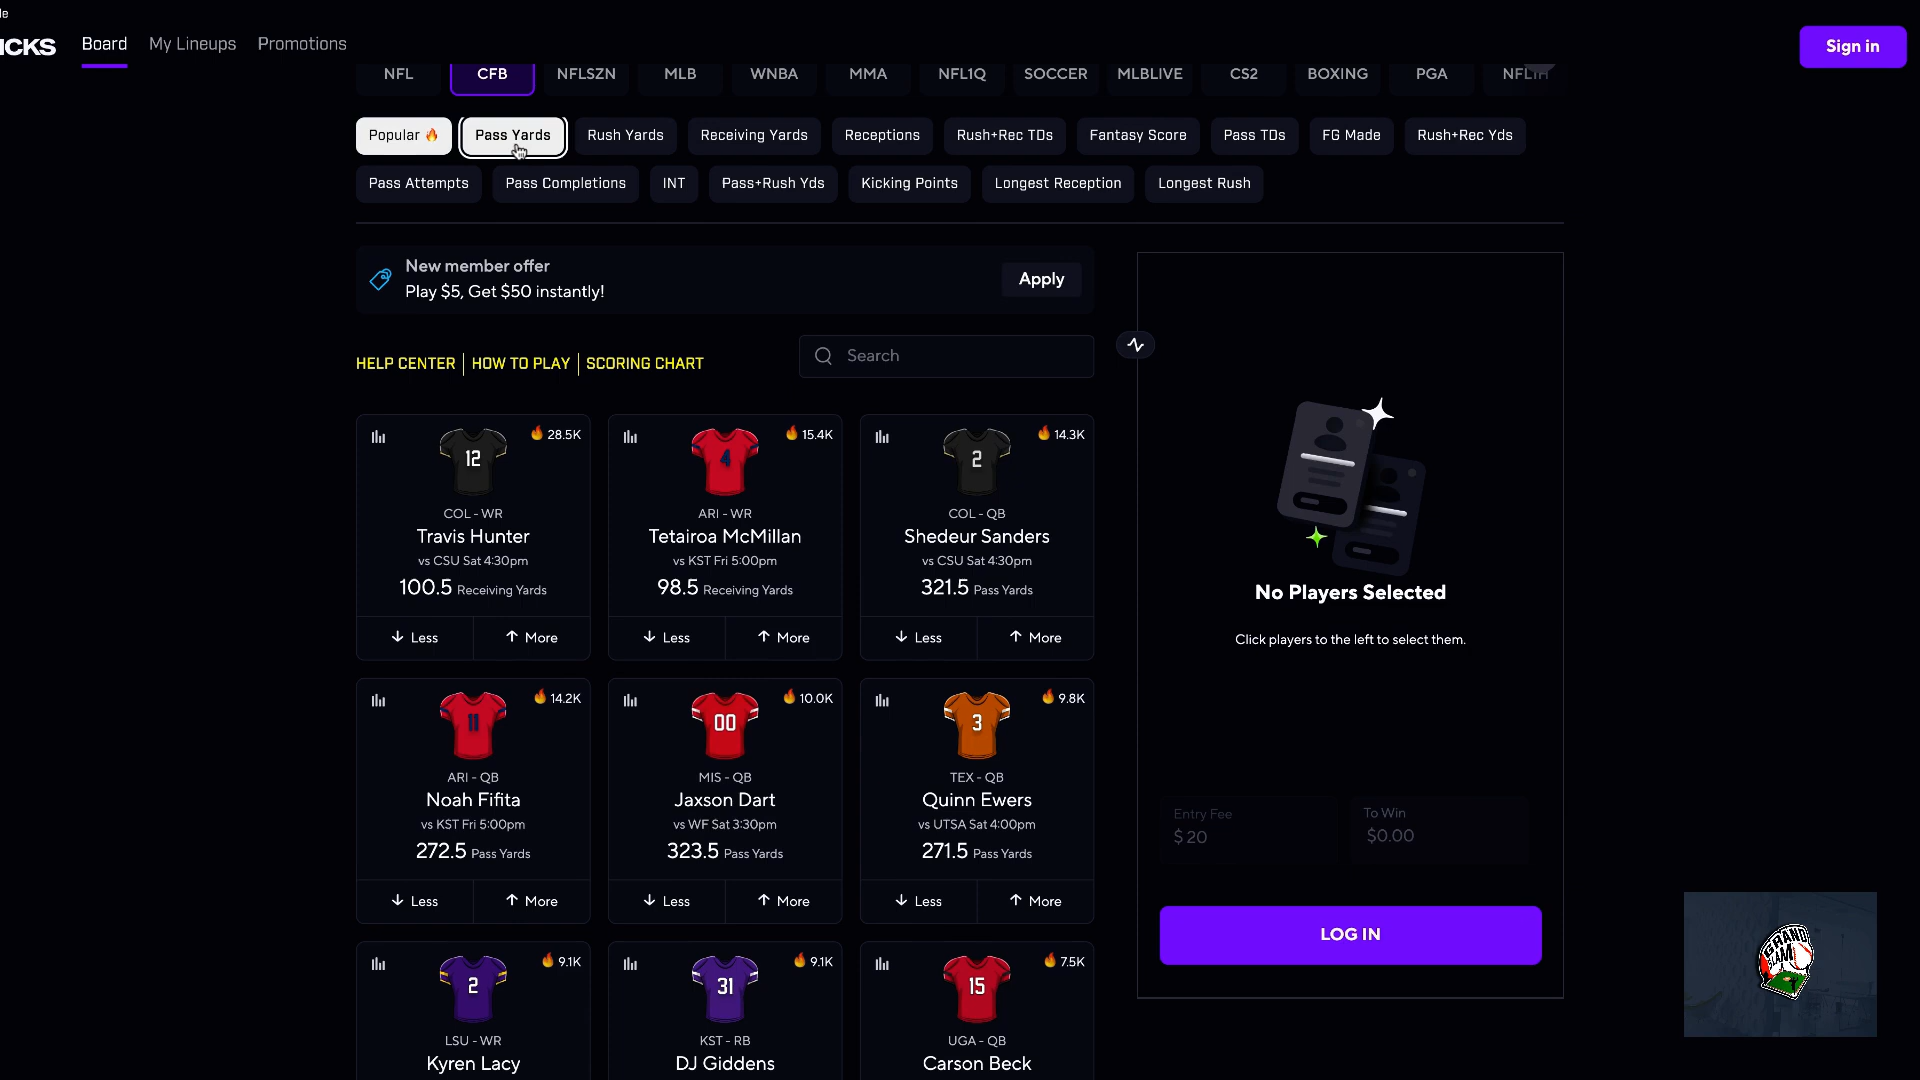 le
ICKS
Board
My Lineups
Promotions
Sign in
NFL
CFB
NFLSZN
MLB
WNBA
MMA
NFL1Q
SOCCER
MLBLIVE
CS2
BOXING
PGA
NFL1H
Popular
Pass Yards
Rush Yards
Receiving Yards
Receptions
Rush+Rec TDs
Fantasy Score
Pass TDs
FG Made
Rush+Rec Yds
Pass Attempts
Pass Completions
INT
Pass+Rush Yds
Kicking Points
Longest Reception
Longest Rush
New member offer
Play $5, Get $50 instantly!
Apply
HELP CENTER
HOW TO PLAY
SCORING CHART
Search
28.5K
12
COL - WR
Travis Hunter
vs CSU Sat 4:30pm
100.5 Receiving Yards
Less
More
15.4K
4
ARI - WR
Tetairoa McMillan
vs KST Fri 5:00pm
98.5 Receiving Yards
Less
More
14.3K
2
COL - QB
Shedeur Sanders
vs CSU Sat 4:30pm
321.5 Pass Yards
Less
More
14.2K
11
ARI - QB
Noah Fifita
vs KST Fri 5:00pm
272.5 Pass Yards
Less
More
10.0K
00
MIS - QB
Jaxson Dart
vs WF Sat 3:30pm
323.5 Pass Yards
Less
More
9.8K
3
TEX - QB
Quinn Ewers
vs UTSA Sat 4:00pm
271.5 Pass Yards
Less
More
9.1K
2
LSU - WR
Kyren Lacy
9.1K
31
KST - RB
DJ Giddens
7.5K
15
UGA - QB
Carson Beck
No Players Selected
Click players to the left to select them.
Entry Fee
$ 20
To Win
$0.00
LOG IN
GRAND
SLAM